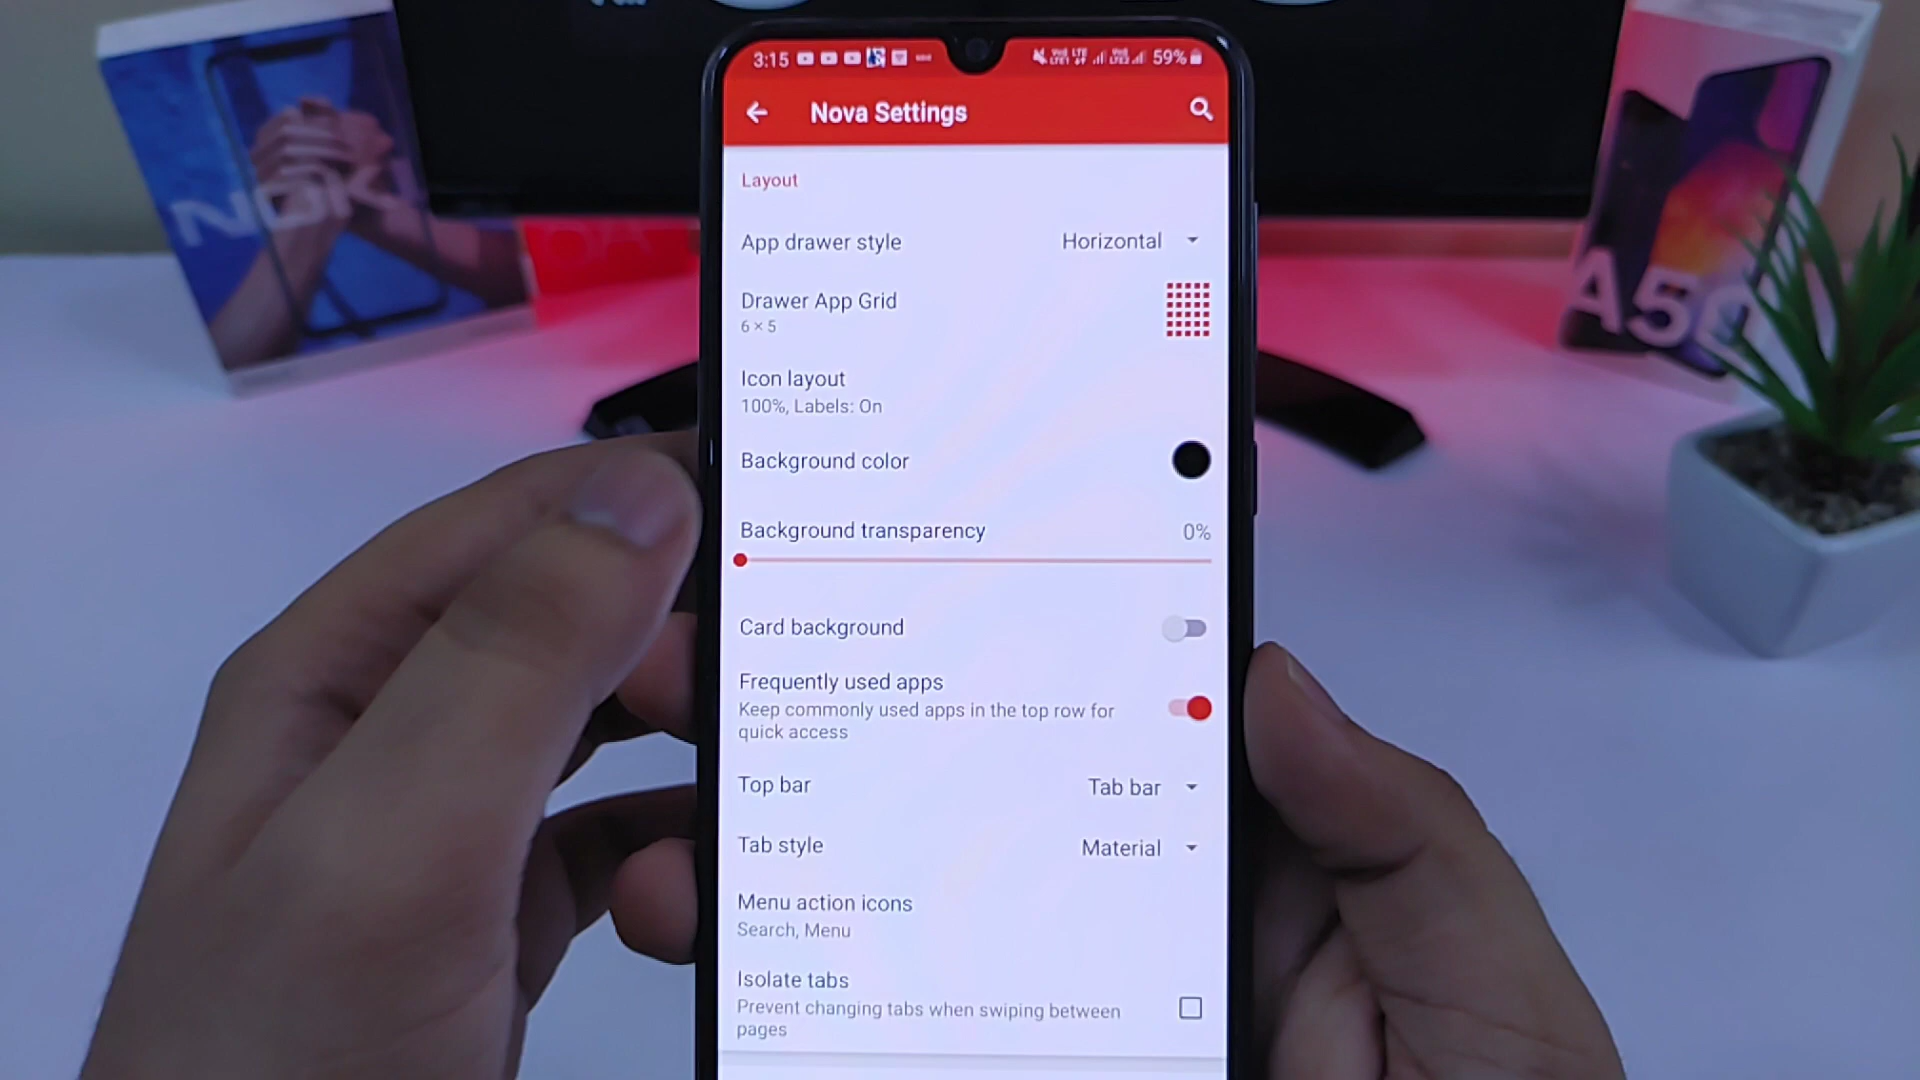 3:15
59%
Nova Settings
Layout
App drawer style
Horizontal
Drawer App Grid
6 × 5
Icon layout
100%, Labels: On
Background color
Background transparency
0%
Card background
Frequently used apps
Keep commonly used apps in the top row for
quick access
Top bar
Tab bar
Tab style
Material
Menu action icons
Search, Menu
Isolate tabs
Prevent changing tabs when swiping between
pages